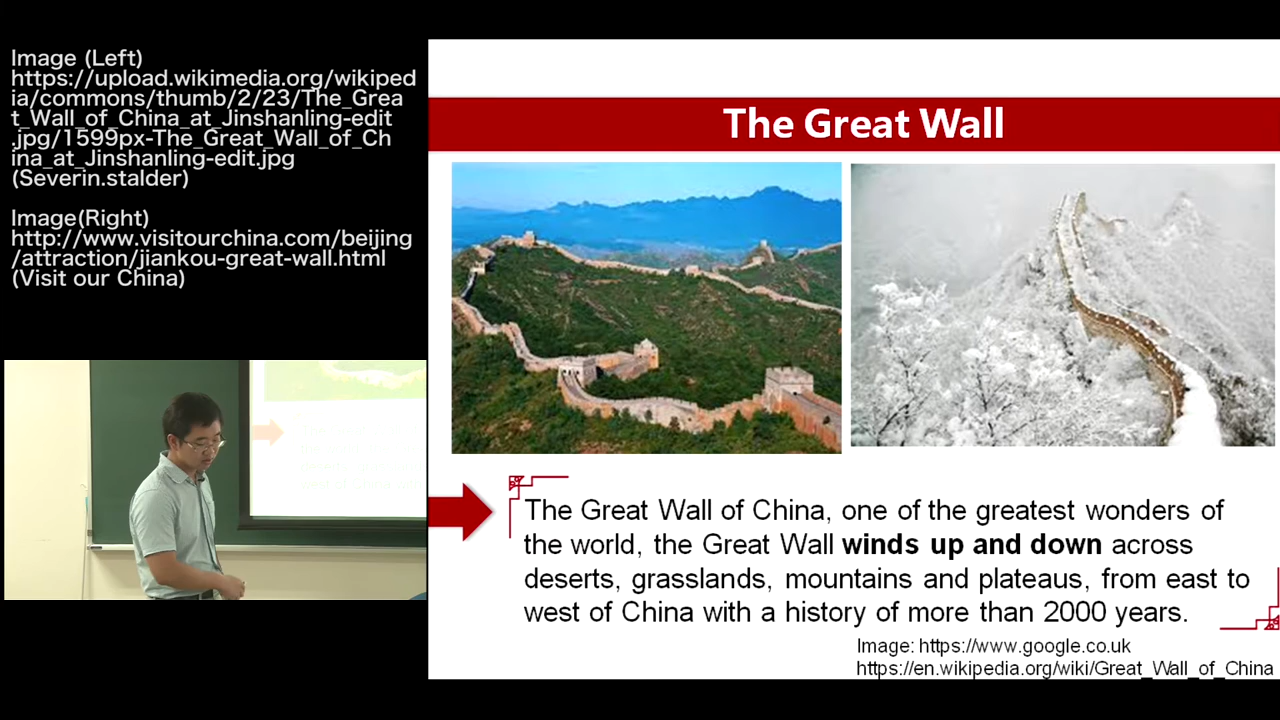 Image (Left)
https://upload.wikimedia.org/wikiped
ia/commons/thumb/2/23/The_Grea
t_Wall_of_China_at_Jinshanling-edit
.jpg/1599px-The_Great_Wall_of_Ch
ina_at_Jinshanling-edit.jpg
(Severin.stalder)
Image(Right)
http://www.visitourchina.com/beijing
/attraction/jiankou-great-wall.html
(Visit our China)
The Great Wall
The Great Wall of China, one of the greatest wonders of
the world, the Great Wall winds up and down across
deserts, grasslands, mountains and plateaus, from east to
west of China with a history of more than 2000 years.
Image: https://www.google.co.uk
https://en.wikipedia.org/wiki/Great_Wall_of_China